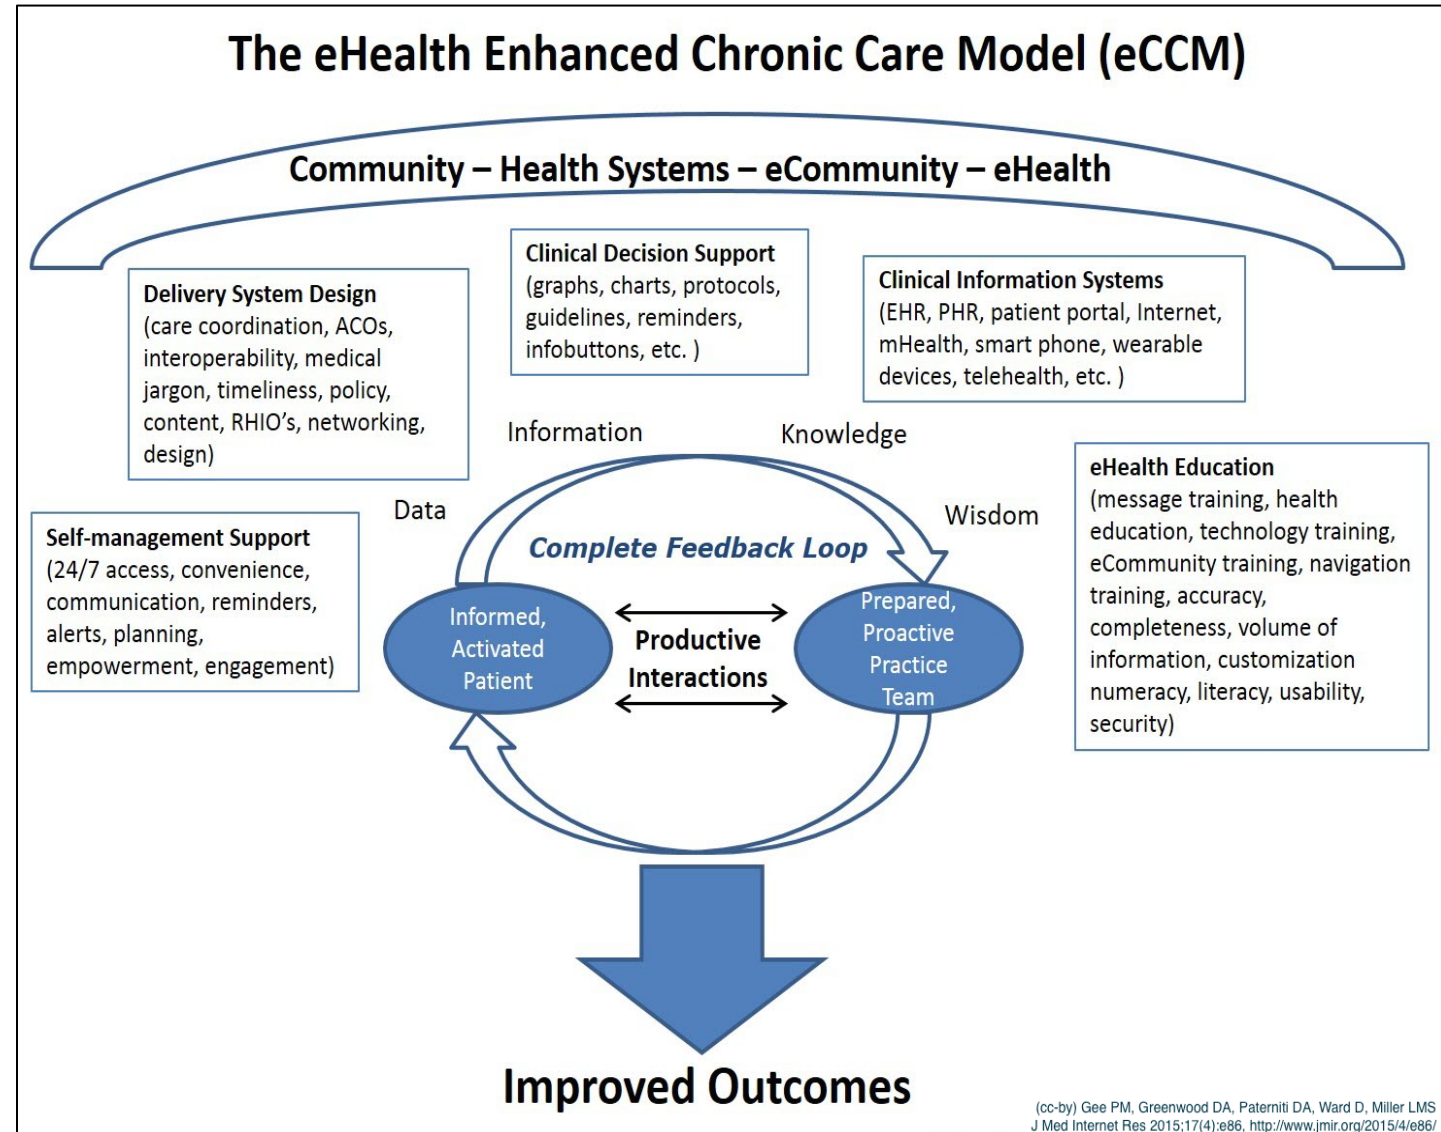 The eHealth Enhanced Chronic Care Model (eCCM)
Community – Health Systems – eCommunity – eHealth
Clinical Decision Support
(graphs, charts, protocols,
guidelines, reminders,
infobuttons, etc. )
Clinical Information Systems
(EHR, PHR, patient portal, Internet,
mHealth, smart phone, wearable
devices, telehealth, etc. )
Delivery System Design
(care coordination, ACOs,
interoperability, medical
jargon, timeliness, policy,
content, RHIO’s, networking,
design)
Information
Knowledge
Data
Wisdom
eHealth Education
(message training, health
education, technology training,
eCommunity training, navigation
training, accuracy,
completeness, volume of
information, customization
numeracy, literacy, usability,
security)
Self-management Support
(24/7 access, convenience,
communication, reminders,
alerts, planning,
empowerment, engagement)
Complete Feedback Loop
Informed,
Activated
Patient
Productive
Interactions
Prepared,
Proactive
Practice
Team
Improved Outcomes
(cc-by) Gee PM, Greenwood DA, Paterniti DA, Ward D, Miller LMS
J Med Internet Res 2015;17(4):e86, http://www.jmir.org/2015/4/e86/